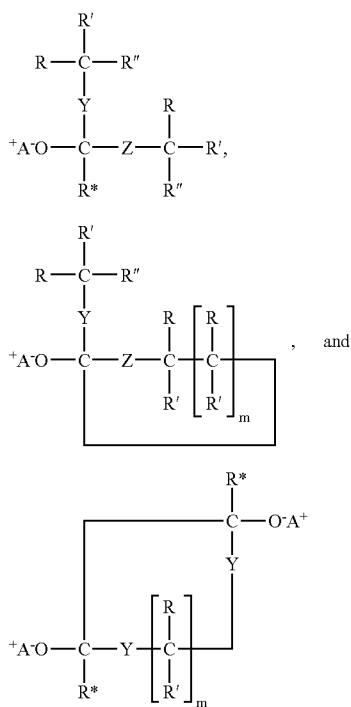 R′
R—C—R″
Y R
⁺A⁻O—C—Z—C—R′,
R* R″
R′
R—C—R″
Y R R
⁺A⁻O—C—Z—C—C , and
R′ R′ m
R*
C—O⁻A⁺
Y
R
⁺A⁻O—C—Y—C
R* R′ m